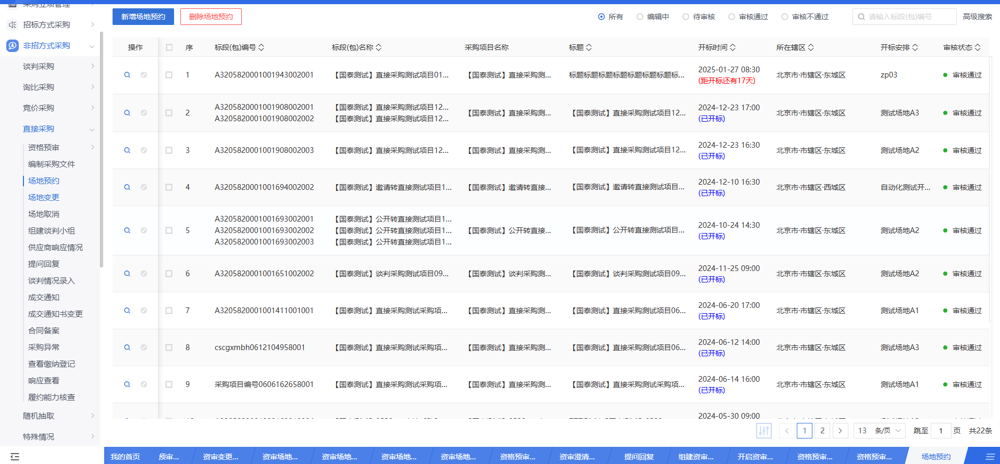 采购立项管理
招标方式采购
非招方式采购
谈判采购
询比采购
竞价采购
直接采购
资格预审
编制采购文件
场地预约
场地变更
场地取消
组建谈判小组
供应商响应情况
提问回复
谈判情况录入
成交通知
成交通知书变更
合同备案
采购异常
查看缴纳登记
响应查看
履约能力核查
随机抽取
特殊情况
新增场地预约 删除场地预约 所有 编辑中 待审核 审核通过 审核不通过 请输入标段(包)编号 高级搜索
操作 序 标段(包)编号 标段(包)名称 采购项目名称 标题 开标时间 所在辖区 开标安排 审核状态
1 A3205820001001943002001 【国泰测试】直接采购测试项目01... 【国泰测试】直接采购测... 标题标题标题标题标题标题标题标... 2025-01-27 08:30 北京市·市辖区·东城区 zp03 审核通过
(距开标还有17天)
2 A3205820001001908002001 【国泰测试】直接采购测试项目12... 【国泰测试】直接采购测... 【国泰测试】直接采购测试项目12... 2024-12-23 17:00 北京市·市辖区·东城区 测试场地A3 审核通过
A3205820001001908002002 【国泰测试】直接采购测试项目12... (已开标)
3 A3205820001001908002003 【国泰测试】直接采购测试项目12... 【国泰测试】直接采购测... 【国泰测试】直接采购测试项目12... 2024-12-23 16:30 北京市·市辖区·东城区 测试场地A2 审核通过
(已开标)
4 A3205820001001694002002 【国泰测试】邀请转直接测试项目1... 【国泰测试】邀请转直接... 【国泰测试】邀请转直接测试项目... 2024-12-10 16:30 北京市·市辖区·西城区 自动化测试开... 审核通过
(已开标)
A3205820001001693002001 【国泰测试】公开转直接测试项目1...
5 A3205820001001693002002 【国泰测试】公开转直接测试项目1... 【国泰测试】公开转直接... 【国泰测试】公开转直接测试项目... 2024-10-24 14:30 北京市·市辖区·东城区 测试场地A2 审核通过
A3205820001001693002003 【国泰测试】公开转直接测试项目1... (已开标)
6 A3205820001001651002002 【国泰测试】谈判采购测试项目09... 【国泰测试】谈判采购测... 【国泰测试】谈判采购测试项目09... 2024-11-25 09:00 北京市·市辖区·东城区 测试场地A2 审核通过
(已开标)
7 A3205820001001411001001 【国泰测试】直接采购测试采购项... 【国泰测试】直接采购测... 【国泰测试】直接采购测试项目06... 2024-06-20 17:00 北京市·市辖区·东城区 测试场地A1 审核通过
(已开标)
8 cscgxmbh0612104958001 【国泰测试】直接采购测试采购项... 【国泰测试】直接采购测... 【国泰测试】直接采购测试项目06... 2024-06-12 14:00 北京市·市辖区·东城区 测试场地A3 审核通过
(已开标)
9 采购项目编号0606162658001 【国泰测试】直接采购测试采购项... 【国泰测试】直接采购测... 【国泰测试】直接采购测试采购项... 2024-06-14 16:00 北京市·市辖区·东城区 测试场地A1 审核通过
(已开标)
2024-05-30 09:00
1 2 13 条/页 跳至 1 页 共22条
我的首页 预审... 资审变更... 资审场地... 资审场地... 资审场地... 资审场地... 资格预审... 资审澄清... 提问回复 组建资审... 开启资审... 资格预审... 资格预审... 场地预约